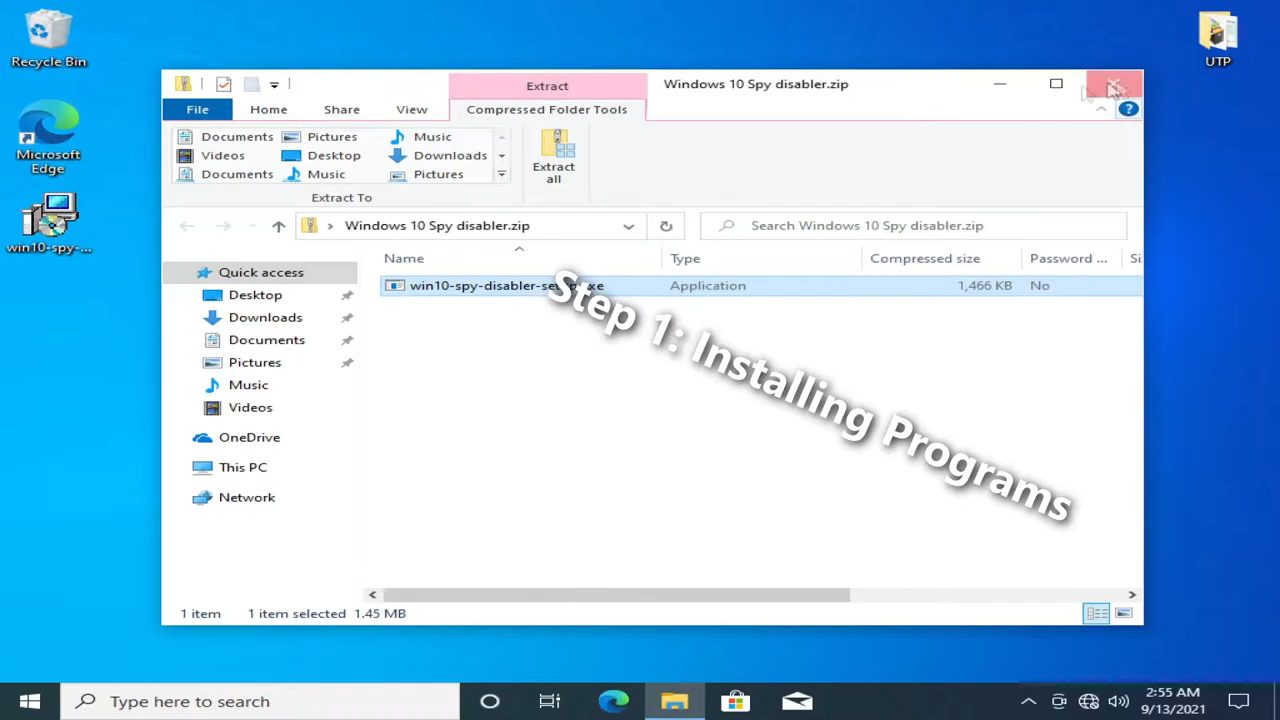 Recycle Bin
Microsoft
Edge
win10-spy-...
UTP
Extract
Windows 10 Spy disabler.zip
File
Home
Share
View
Compressed Folder Tools
?
Documents
Pictures
Music
Videos
Desktop
Downloads
Documents
Music
Pictures
Extract
all
Extract To
Windows 10 Spy disabler.zip
Search Windows 10 Spy disabler.zip
Name
Type
Compressed size
Password ...
Si
win10-spy-disabler-setup.exe
Application
1,466 KB
No
Quick access
Desktop
Downloads
Documents
Pictures
Music
Videos
OneDrive
This PC
Network
Step 1: Installing Programs
1 item
1 item selected 1.45 MB
Type here to search
2:55 AM
9/13/2021